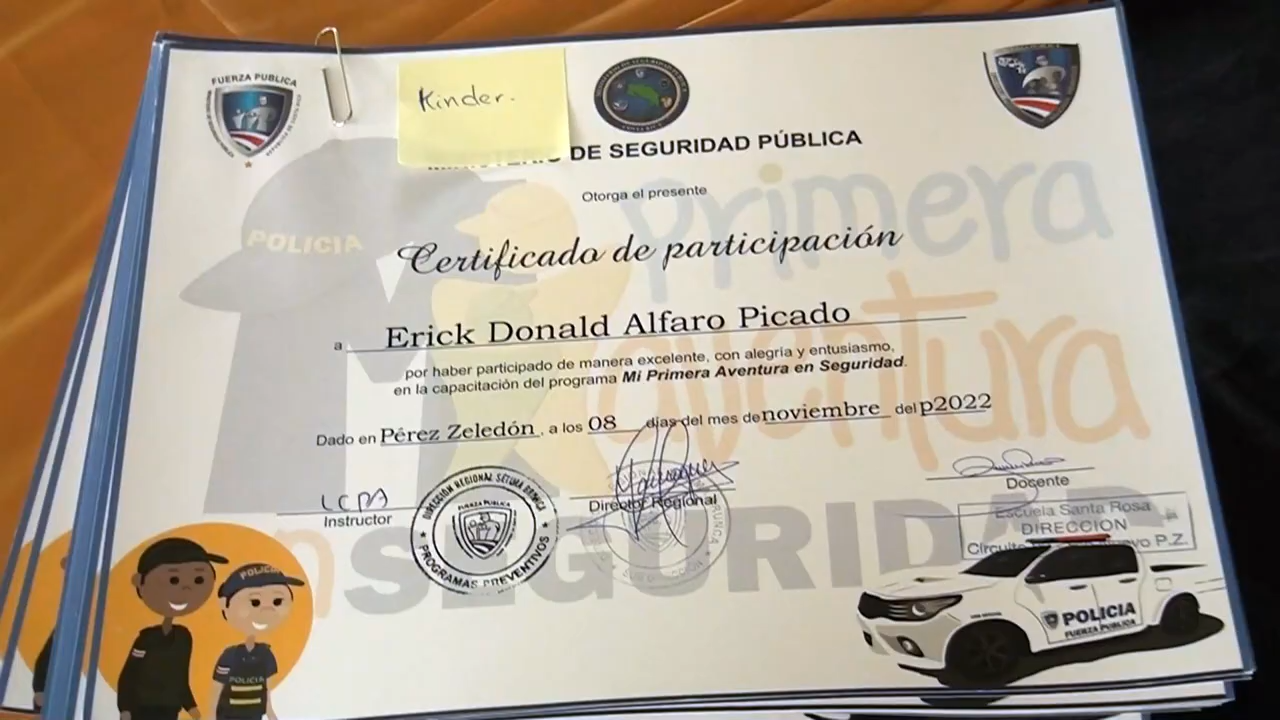 FUERZA PUBLICA
Kinder.
DE SEGURIDAD PÚBLICA
Otorga el presente
POLICIA
Primera
Certificado de participación
a Erick Donald Alfaro Picado
aventura
por haber participado de manera excelente, con alegria y entusiasmo,
en la capacitación del programa Mi Primera Aventura en Seguridad.
Dado en Pérez Zeledón, a los 08 días del mes de noviembre del p2022
LCPA
Instructor
Director Regional
Docente
PROGRAMAS PREVENTIVOS
FUERZA PUBLICA
Escuela Santa Rosa
DIRECCION
P.Z.
n SEGURIDAD
POLICIA
POLICIA
POLICIA
FUERZA PUBLICA